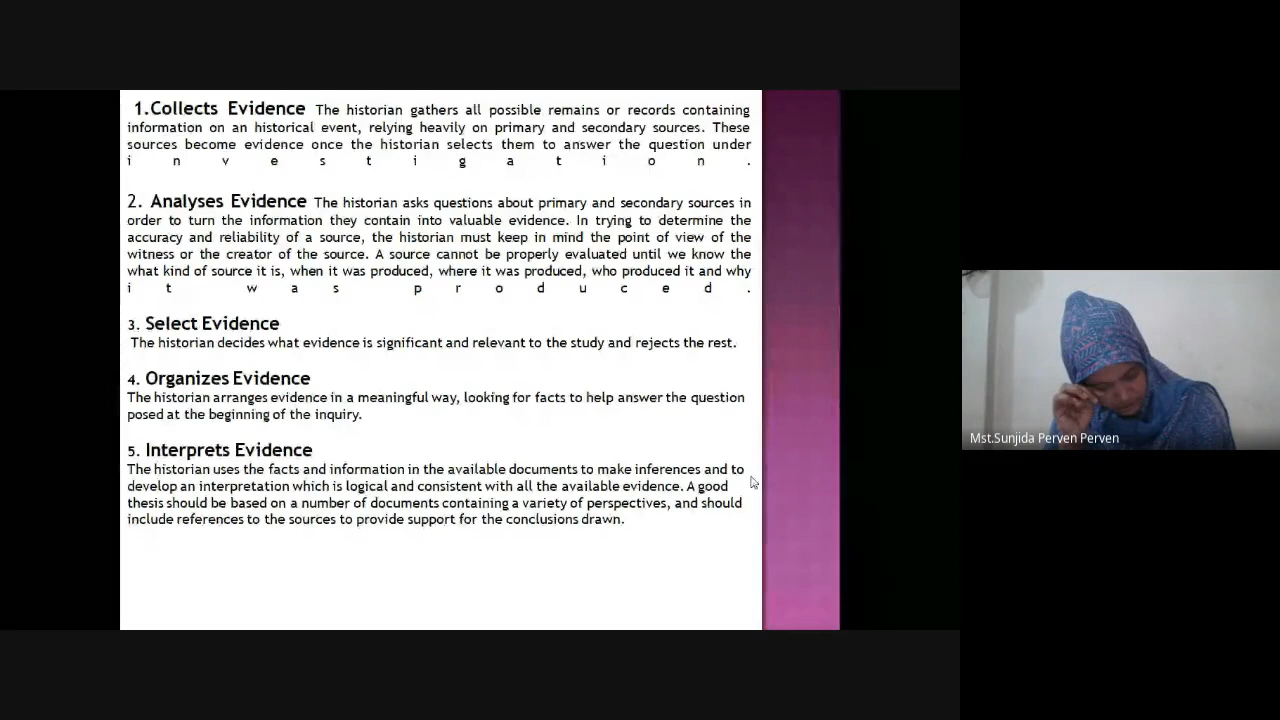 1.Collects Evidence The historian gathers all possible remains or records containing
information on an historical event, relying heavily on primary and secondary sources. These
sources become evidence once the historian selects them to answer the question under
i n v e s t i g a t i o n .
2. Analyses Evidence The historian asks questions about primary and secondary sources in
order to turn the information they contain into valuable evidence. In trying to determine the
accuracy and reliability of a source, the historian must keep in mind the point of view of the
witness or the creator of the source. A source cannot be properly evaluated until we know the
what kind of source it is, when it was produced, where it was produced, who produced it and why
i t w a s p r o d u c e d .
3. Select Evidence
The historian decides what evidence is significant and relevant to the study and rejects the rest.
4. Organizes Evidence
The historian arranges evidence in a meaningful way, looking for facts to help answer the question
posed at the beginning of the inquiry.
5. Interprets Evidence
The historian uses the facts and information in the available documents to make inferences and to
develop an interpretation which is logical and consistent with all the available evidence. A good
thesis should be based on a number of documents containing a variety of perspectives, and should
include references to the sources to provide support for the conclusions drawn.
Mst.Sunjida Perven Perven